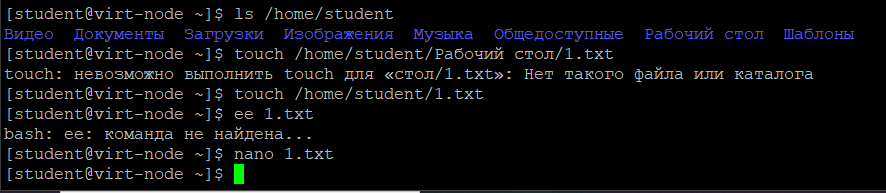 [student@virt-node ~]$ ls /home/student
Видео  Документы  Загрузки  Изображения  Музыка  Общедоступные  Рабочий стол  Шаблоны
[student@virt-node ~]$ touch /home/student/Рабочий стол/1.txt
touch: невозможно выполнить touch для «стол/1.txt»: Нет такого файла или каталога
[student@virt-node ~]$ touch /home/student/1.txt
[student@virt-node ~]$ ee 1.txt
bash: ee: команда не найдена...
[student@virt-node ~]$ nano 1.txt
[student@virt-node ~]$